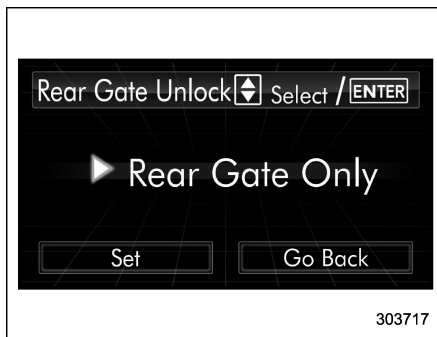 Rear Gate Unlock Select / ENTER
Rear Gate Only
Set Go Back
303717